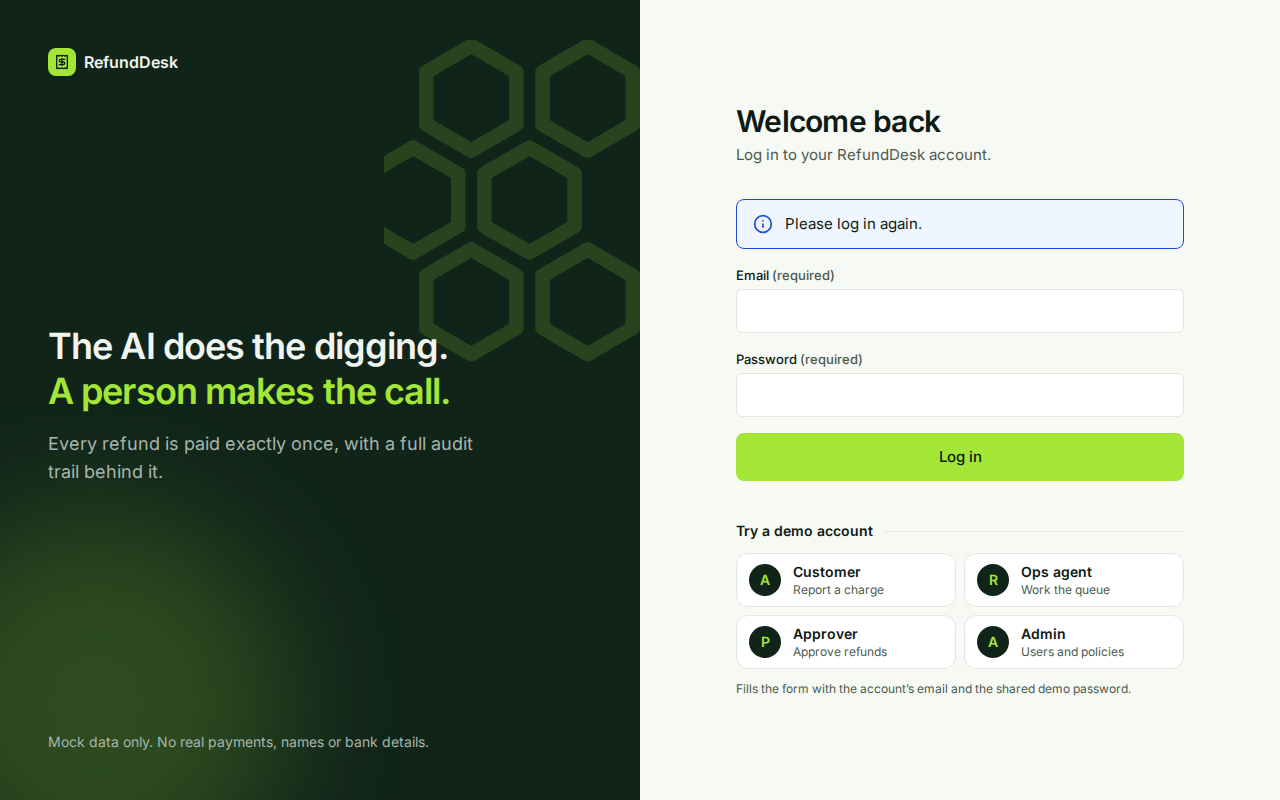 RefundDesk
The AI does the digging.
A person makes the call.
Every refund is paid exactly once, with a full audit
trail behind it.
Mock data only. No real payments, names or bank details.
Welcome back
Log in to your RefundDesk account.
Please log in again.
Email (required)
Password (required)
Log in
Try a demo account
A
Customer
Report a charge
R
Ops agent
Work the queue
P
Approver
Approve refunds
A
Admin
Users and policies
Fills the form with the account’s email and the shared demo password.